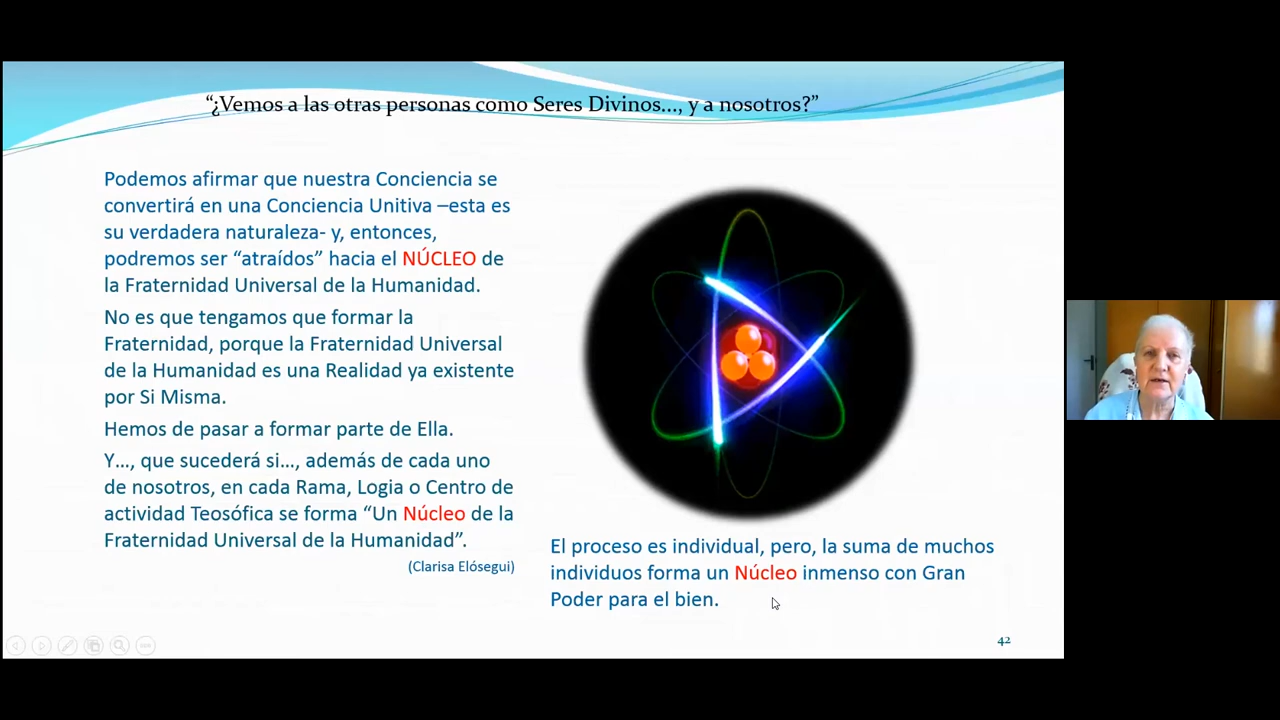 “¿Vemos a las otras personas como Seres Divinos..., y a nosotros?”
Podemos afirmar que nuestra Conciencia se
convertirá en una Conciencia Unitiva –esta es
su verdadera naturaleza- y, entonces,
podremos ser “atraídos” hacia el NÚCLEO de
la Fraternidad Universal de la Humanidad.
No es que tengamos que formar la
Fraternidad, porque la Fraternidad Universal
de la Humanidad es una Realidad ya existente
por Si Misma.
Hemos de pasar a formar parte de Ella.
Y..., que sucederá si..., además de cada uno
de nosotros, en cada Rama, Logia o Centro de
actividad Teosófica se forma “Un Núcleo de la
Fraternidad Universal de la Humanidad”.
(Clarisa Elósegui)
El proceso es individual, pero, la suma de muchos
individuos forma un Núcleo inmenso con Gran
Poder para el bien.
42